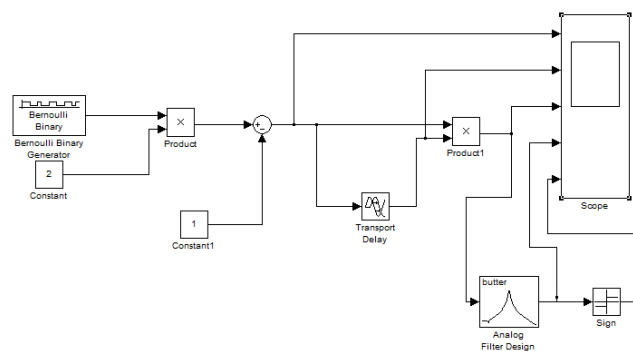 Bernoulli
Binary
Bernoulli Binary
Generator
2
Constant
×
Product
+
−
1
Constant1
Transport
Delay
×
Product1
Scope
butter
Analog
Filter Design
Sign